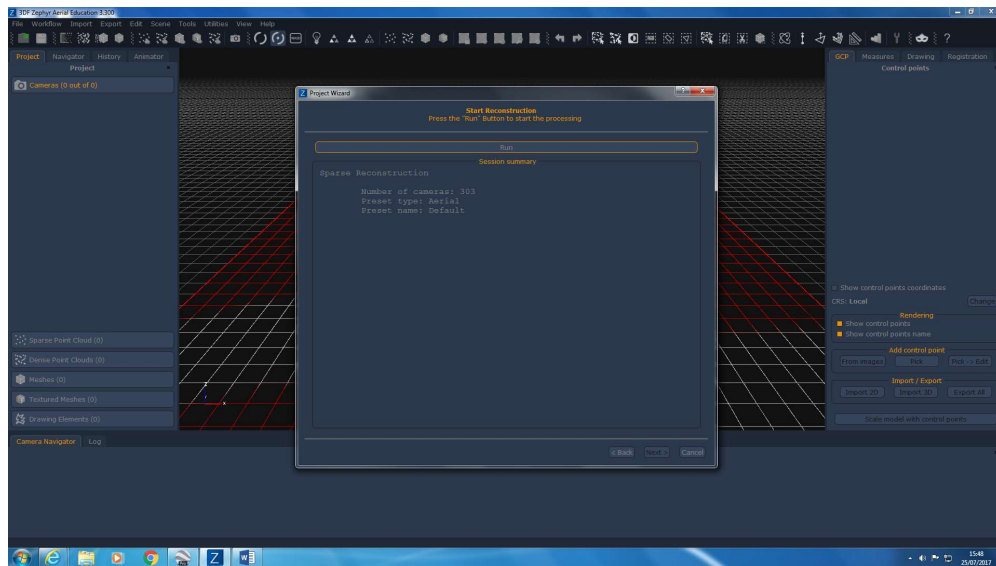 3DF Zephyr Aerial Education 3.300
File Workflow Import Export Edit Scene Tools Utilities View Help
Project Navigator History Animator
Project
Cameras (0 out of 0)
Sparse Point Cloud (0)
Dense Point Clouds (0)
Meshes (0)
Textured Meshes (0)
Drawing Elements (0)
Project Wizard
Start Reconstruction
Press the "Run" Button to start the processing
Run
Session summary
Sparse Reconstruction
Number of cameras: 303
Preset type: Aerial
Preset name: Default
< Back Next > Cancel
GCP Measures Drawing Registration
Control points
Show control points coordinates
CRS: Local Change
Rendering
Show control points
Show control points name
Add control point
From images Pick Pick -> Edit
Import / Export
Import 2D Import 3D Export All
Scale model with control points
Camera Navigator Log
15:48
25/07/2017